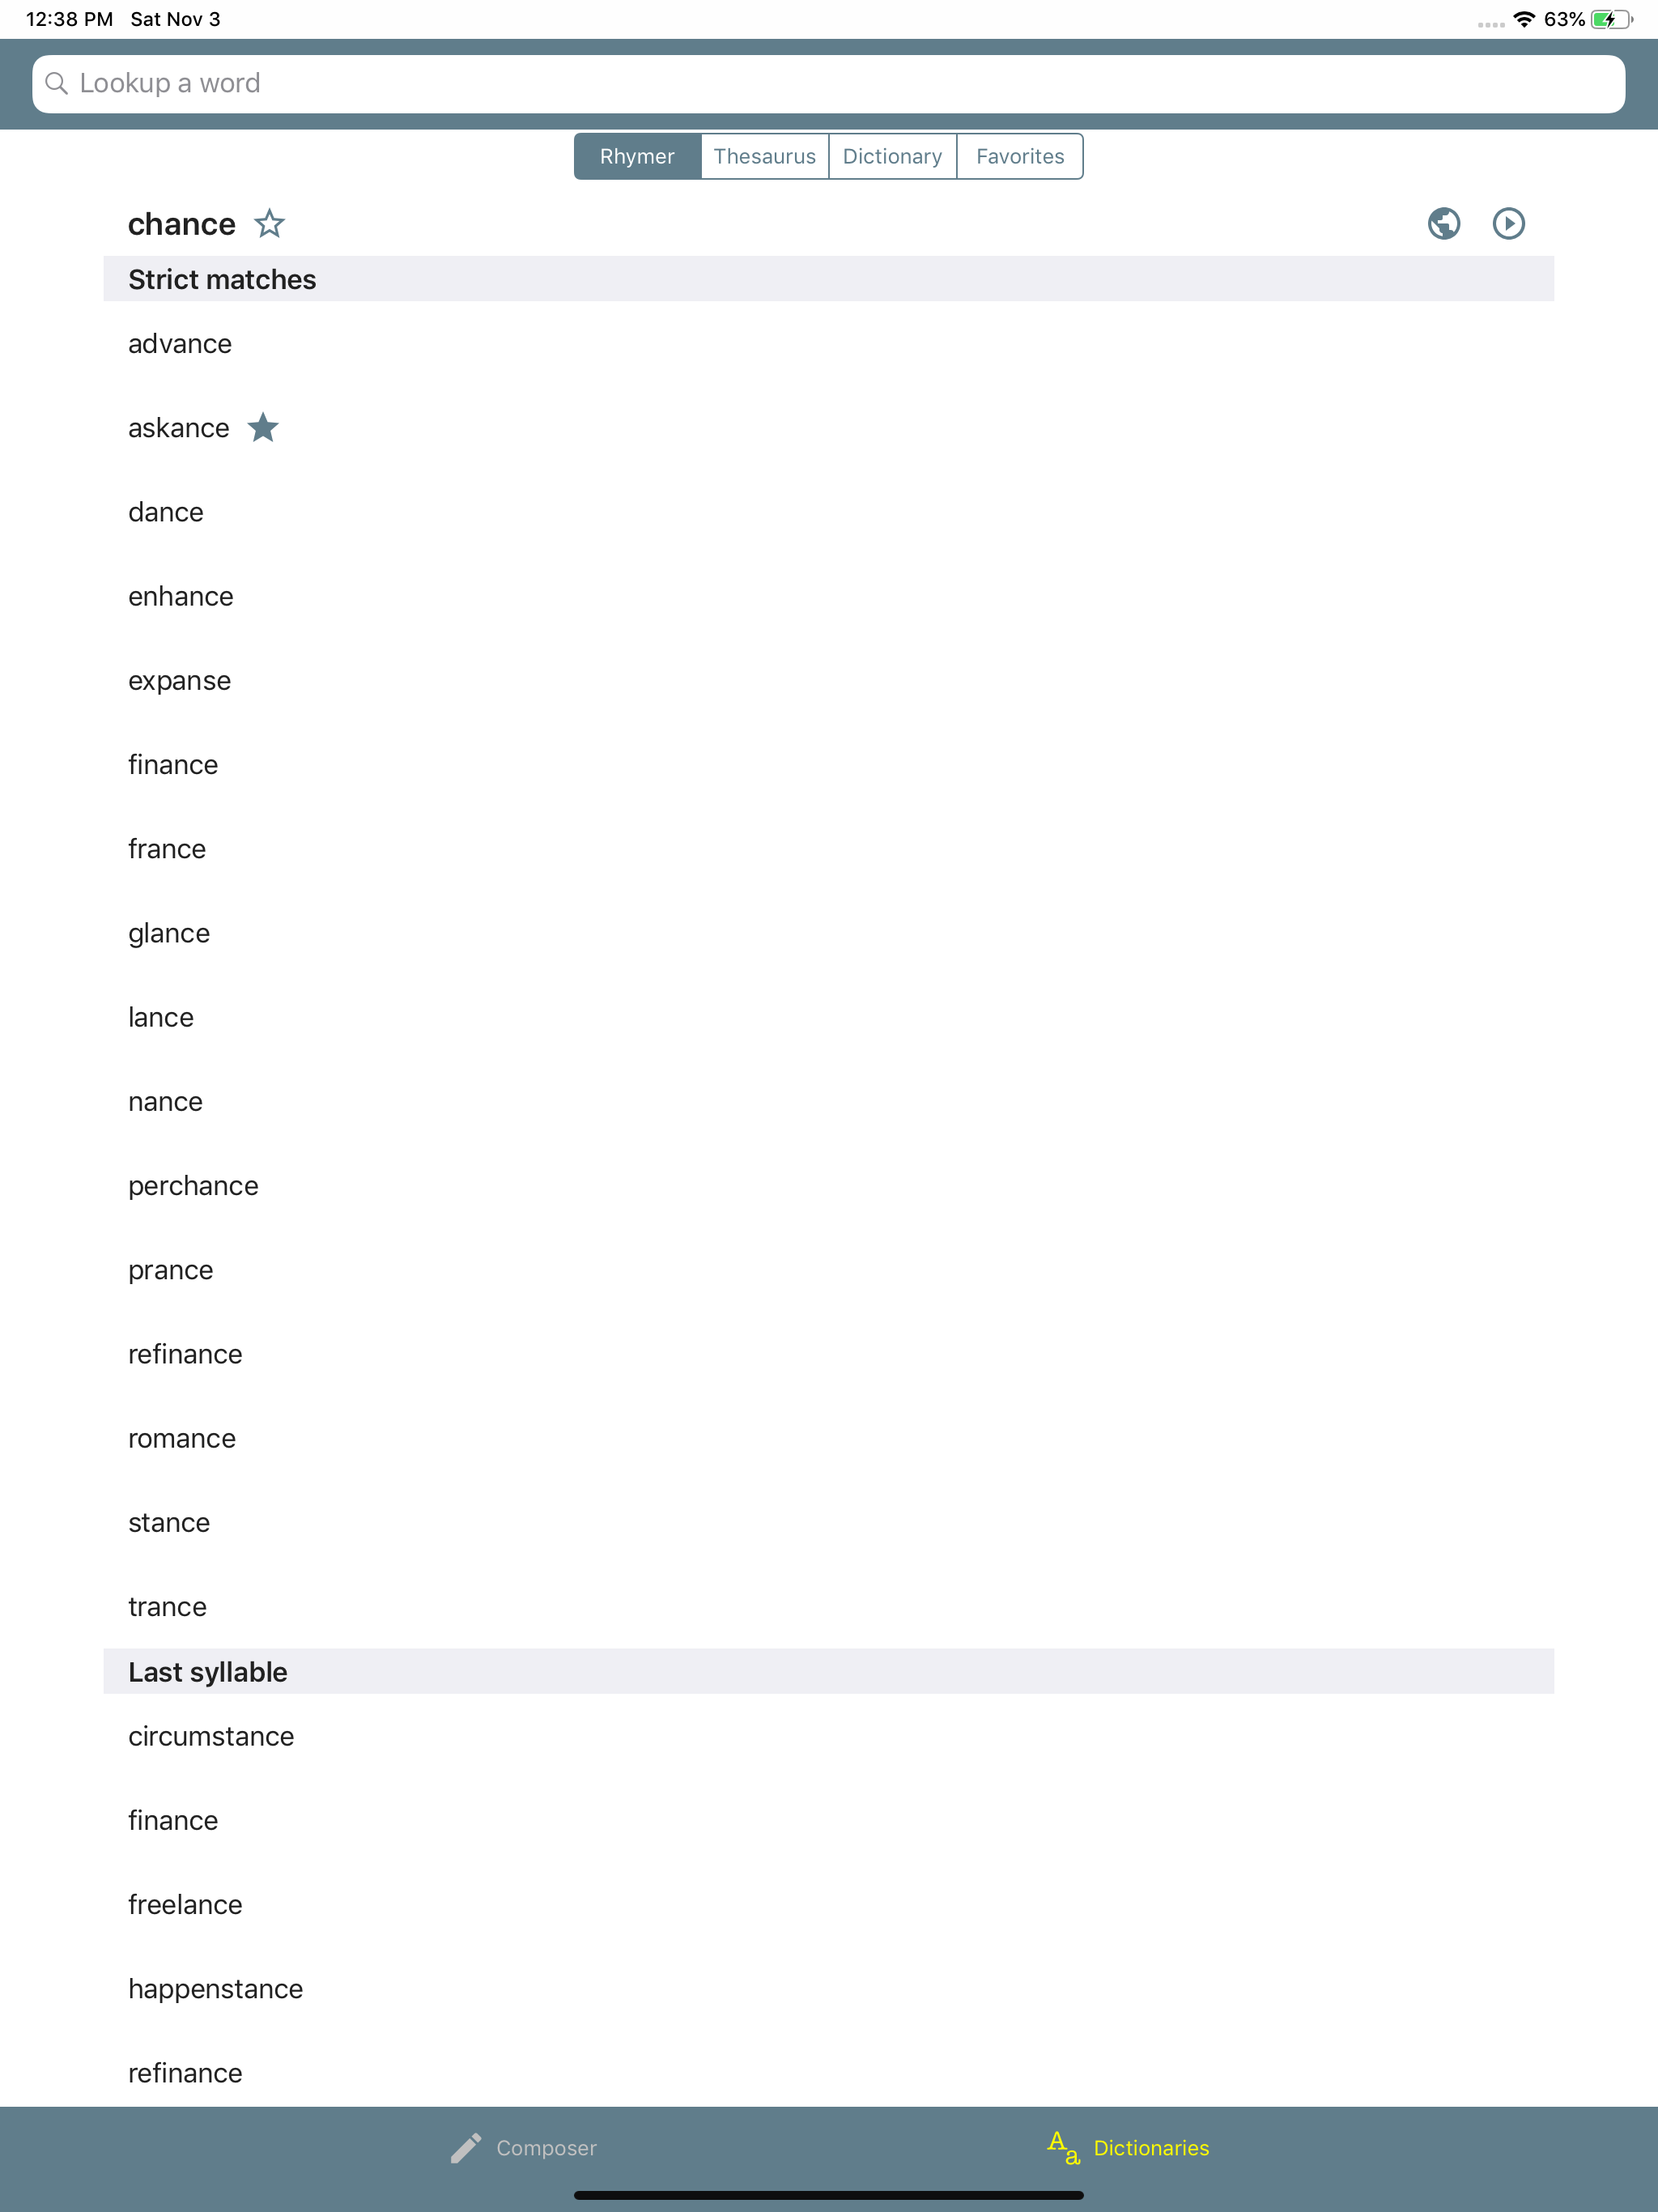 12:38 PM Sat Nov 3 63%
Lookup a word
Rhymer Thesaurus Dictionary Favorites
chance
Strict matches
advance
askance
dance
enhance
expanse
finance
france
glance
lance
nance
perchance
prance
refinance
romance
stance
trance
Last syllable
circumstance
finance
freelance
happenstance
refinance
Composer Aa Dictionaries